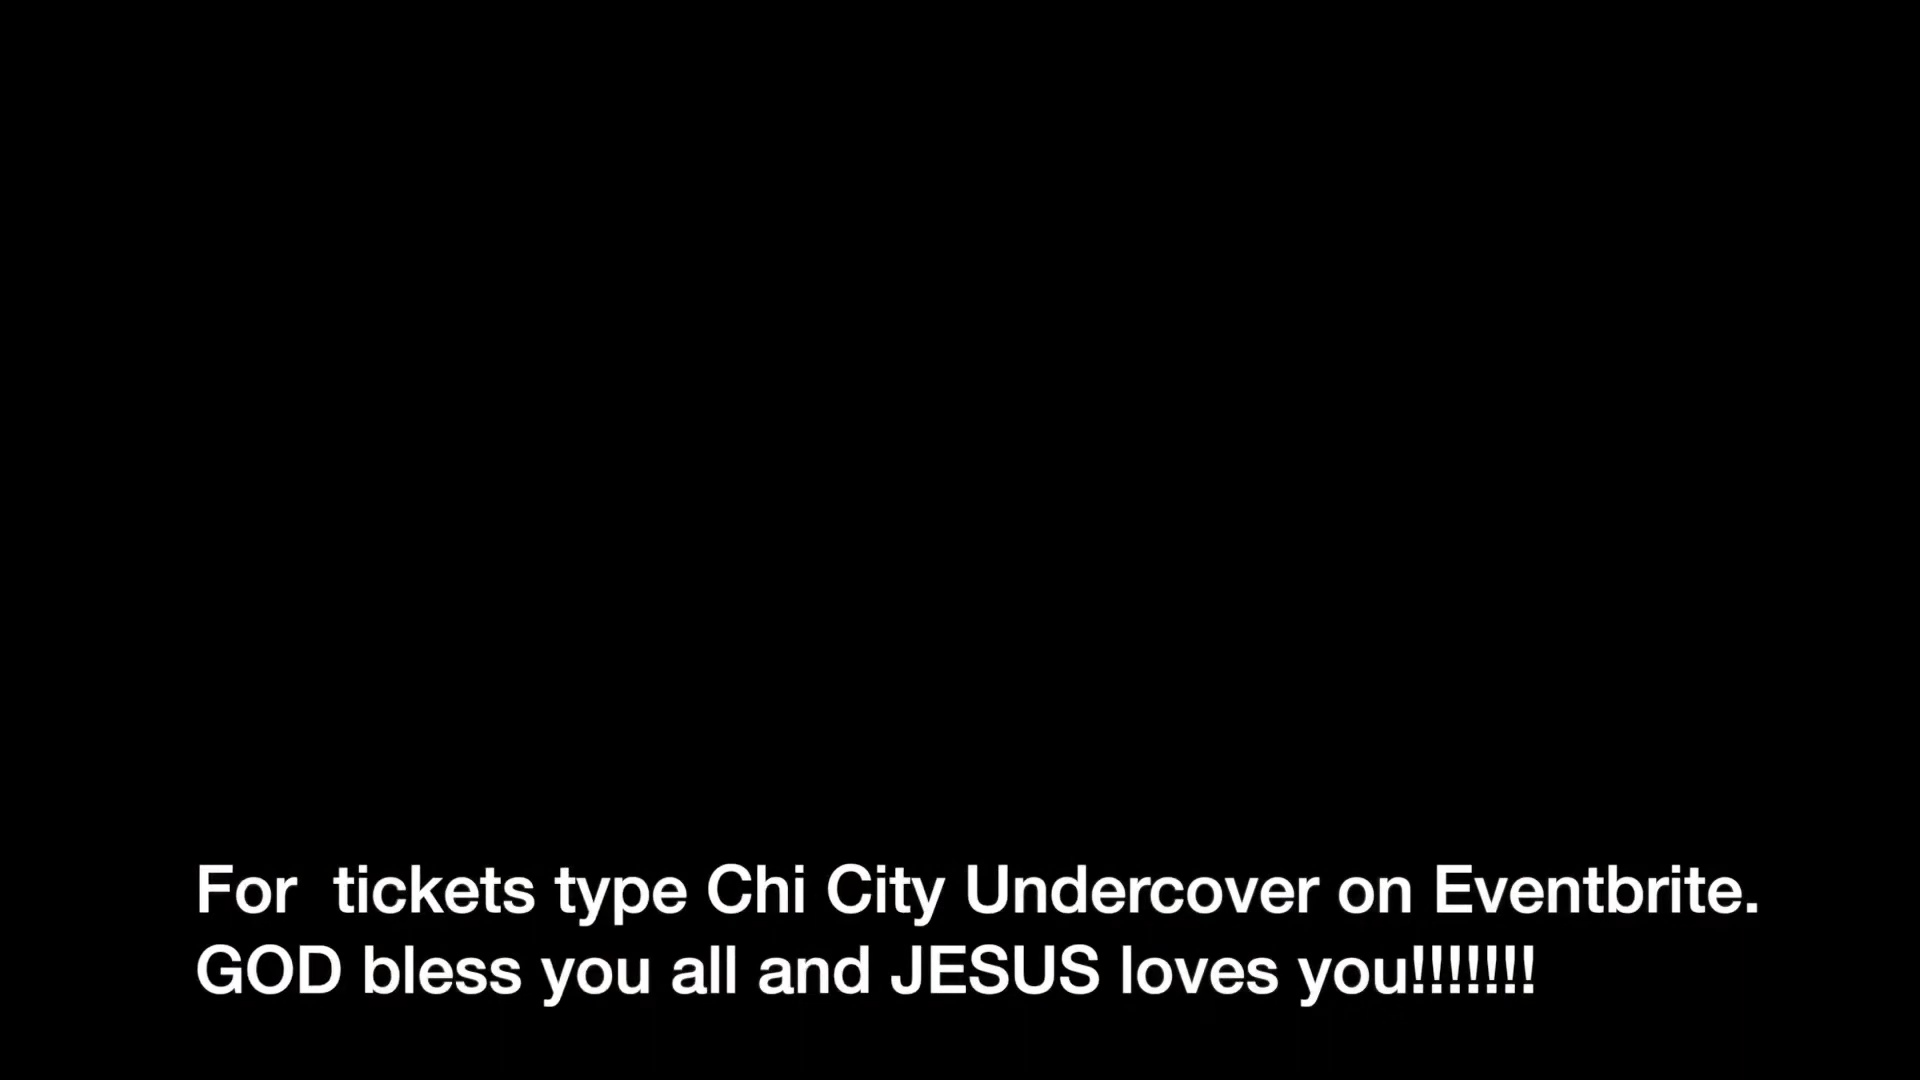 For  tickets type Chi City Undercover on Eventbrite.
GOD bless you all and JESUS loves you!!!!!!!